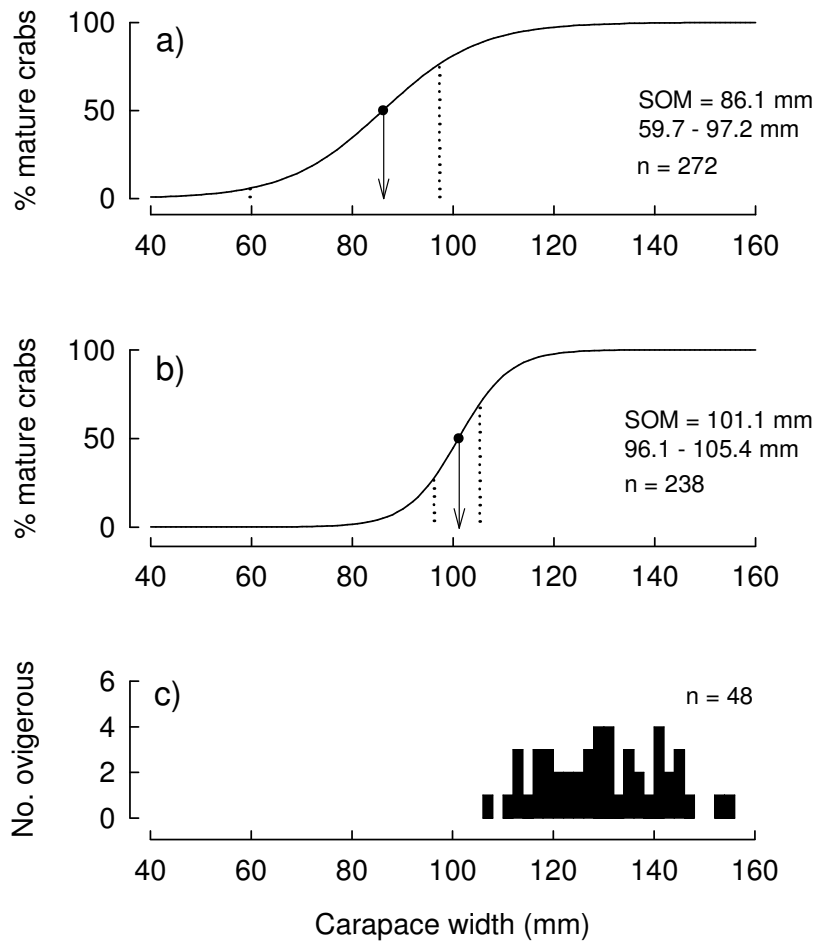 a)
% mature crabs
100
50
0
SOM = 86.1 mm
59.7 - 97.2 mm
n = 272
40 60 80 100 120 140 160
b)
% mature crabs
100
50
0
SOM = 101.1 mm
96.1 - 105.4 mm
n = 238
40 60 80 100 120 140 160
c)
No. ovigerous
6
4
2
0
n = 48
40 60 80 100 120 140 160
Carapace width (mm)